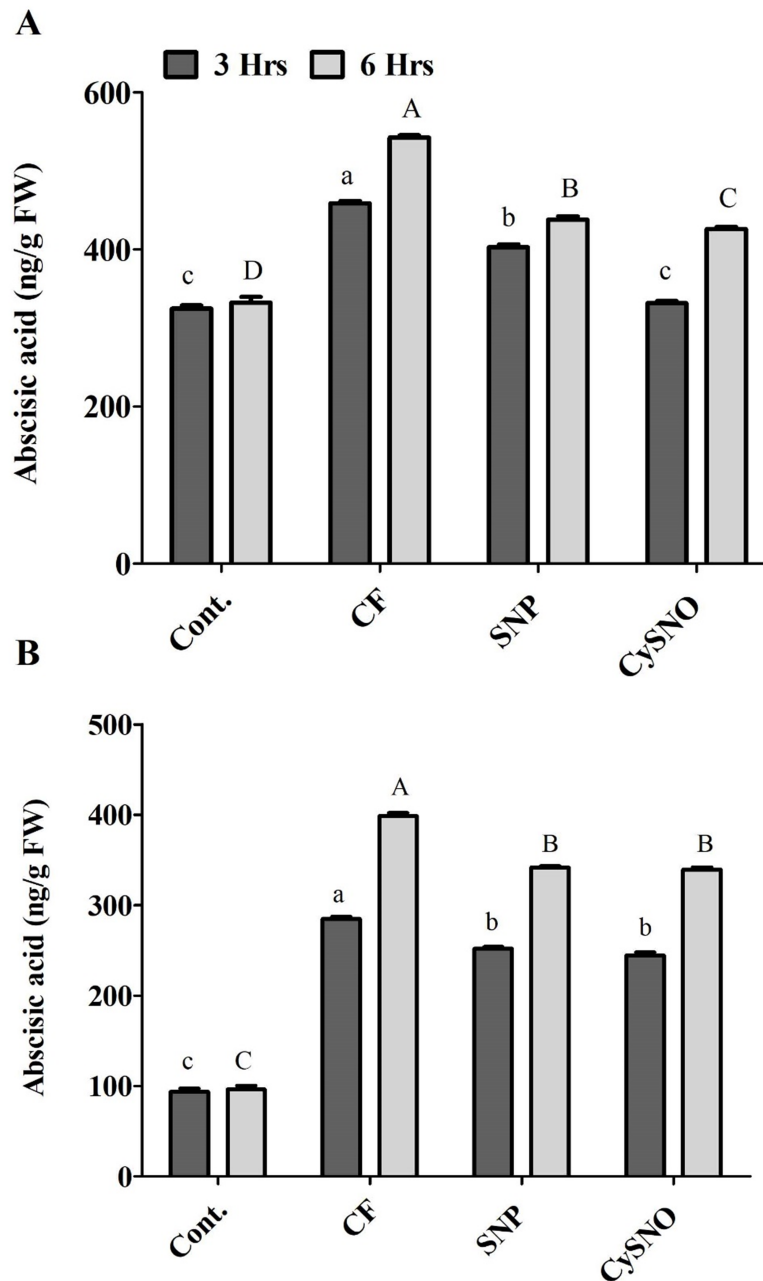 A
3 Hrs 6 Hrs
600
400
200
0
Abscisic acid (ng/g FW)
c D a A b B c C
Cont. CF SNP CySNO
B
500
400
300
200
100
0
Abscisic acid (ng/g FW)
c C a A b B b B
Cont. CF SNP CySNO